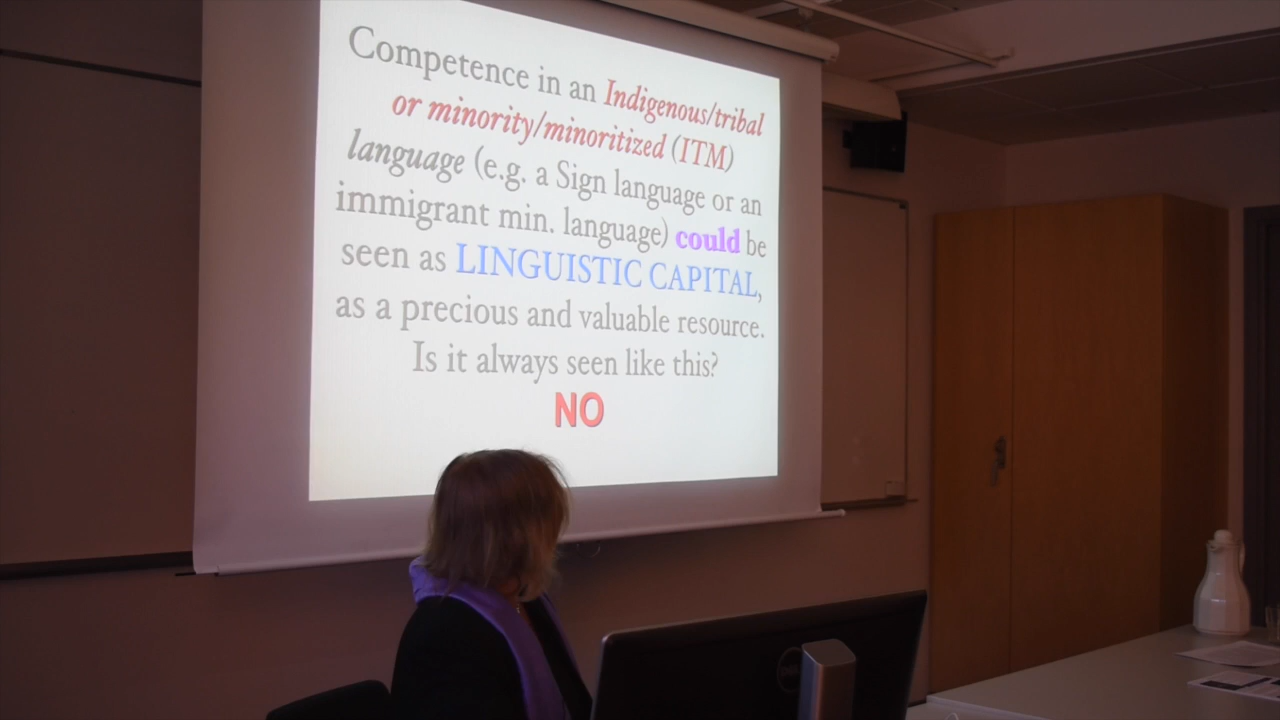 Competence in an Indigenous/tribal
or minority/minoritized (ITM)
language (e.g. a Sign language or an
immigrant min. language) could be
seen as LINGUISTIC CAPITAL,
as a precious and valuable resource.
Is it always seen like this?
NO